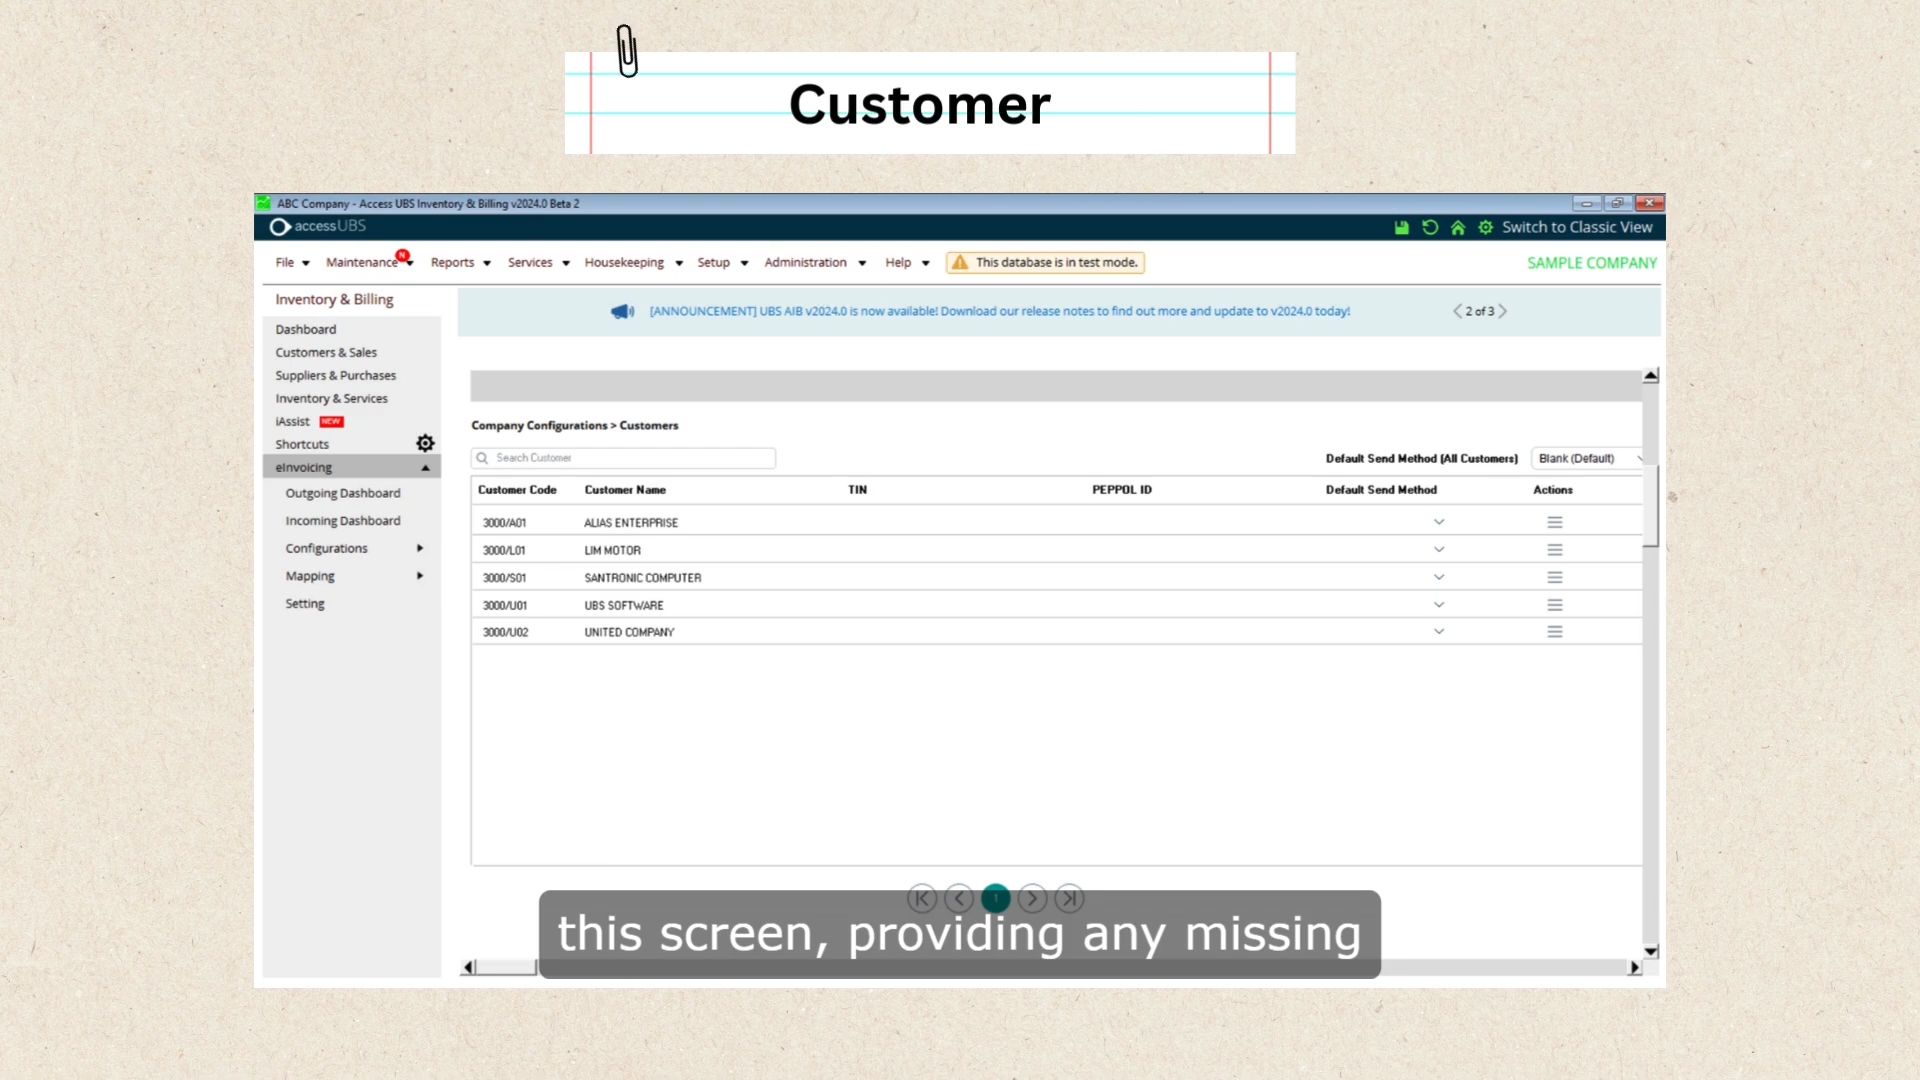 Customer
ABC Company - Access UBS Inventory & Billing v2024.0 Beta 2
accessUBS
Switch to Classic View
File Maintenance N Reports Services Housekeeping Setup Administration Help This database is in test mode. SAMPLE COMPANY
Inventory & Billing
[ANNOUNCEMENT] UBS AIB v2024.0 is now available! Download our release notes to find out more and update to v2024.0 today! 2 of 3
Dashboard
Customers & Sales
Suppliers & Purchases
Inventory & Services
iAssist NEW
Shortcuts
eInvoicing
Outgoing Dashboard
Incoming Dashboard
Configurations
Mapping
Setting
Company Configurations > Customers
Search Customer Default Send Method (All Customers) Blank (Default)
Customer Code Customer Name TIN PEPPOL ID Default Send Method Actions
3000/A01 ALIAS ENTERPRISE
3000/L01 LIM MOTOR
3000/S01 SANTRONIC COMPUTER
3000/U01 UBS SOFTWARE
3000/U02 UNITED COMPANY
1
this screen, providing any missing